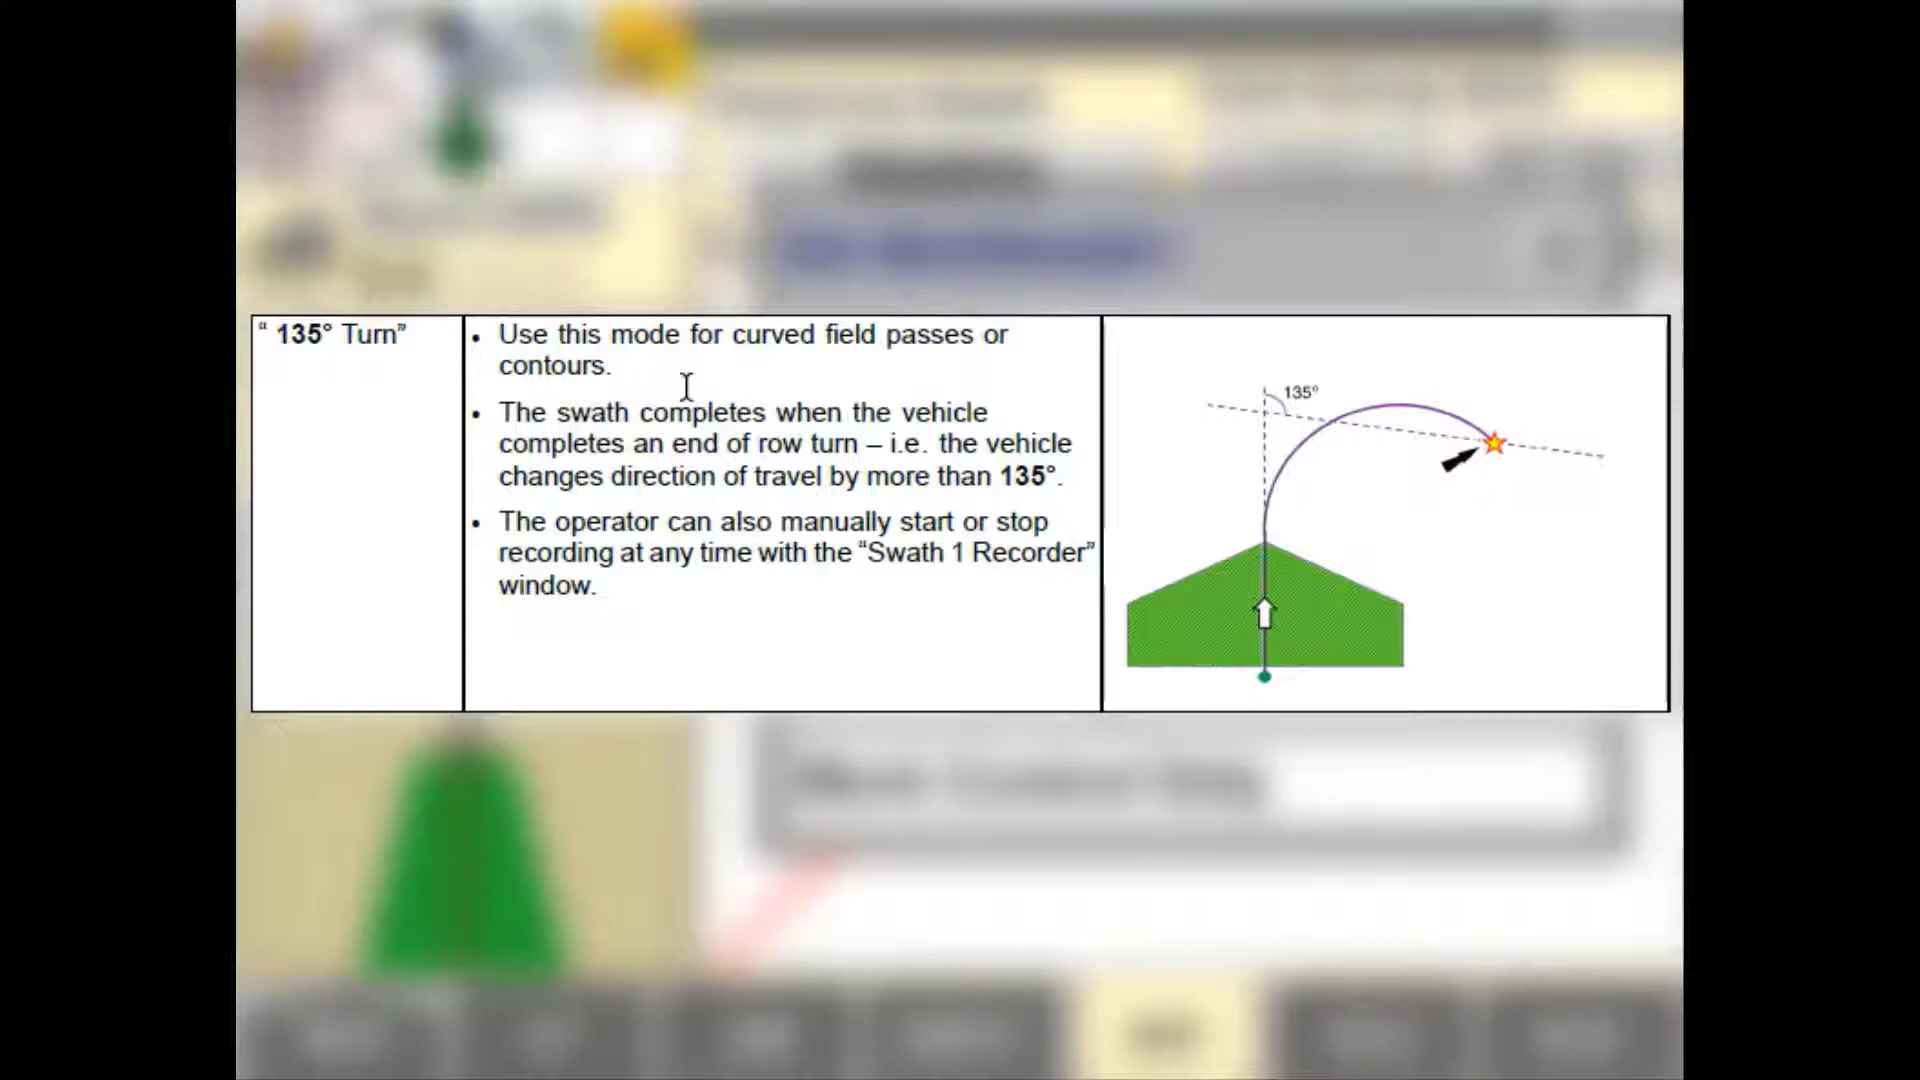 “ 135° Turn”
• Use this mode for curved field passes or
contours.
• The swath completes when the vehicle
completes an end of row turn – i.e. the vehicle
changes direction of travel by more than 135°.
• The operator can also manually start or stop
recording at any time with the “Swath 1 Recorder”
window.
135°